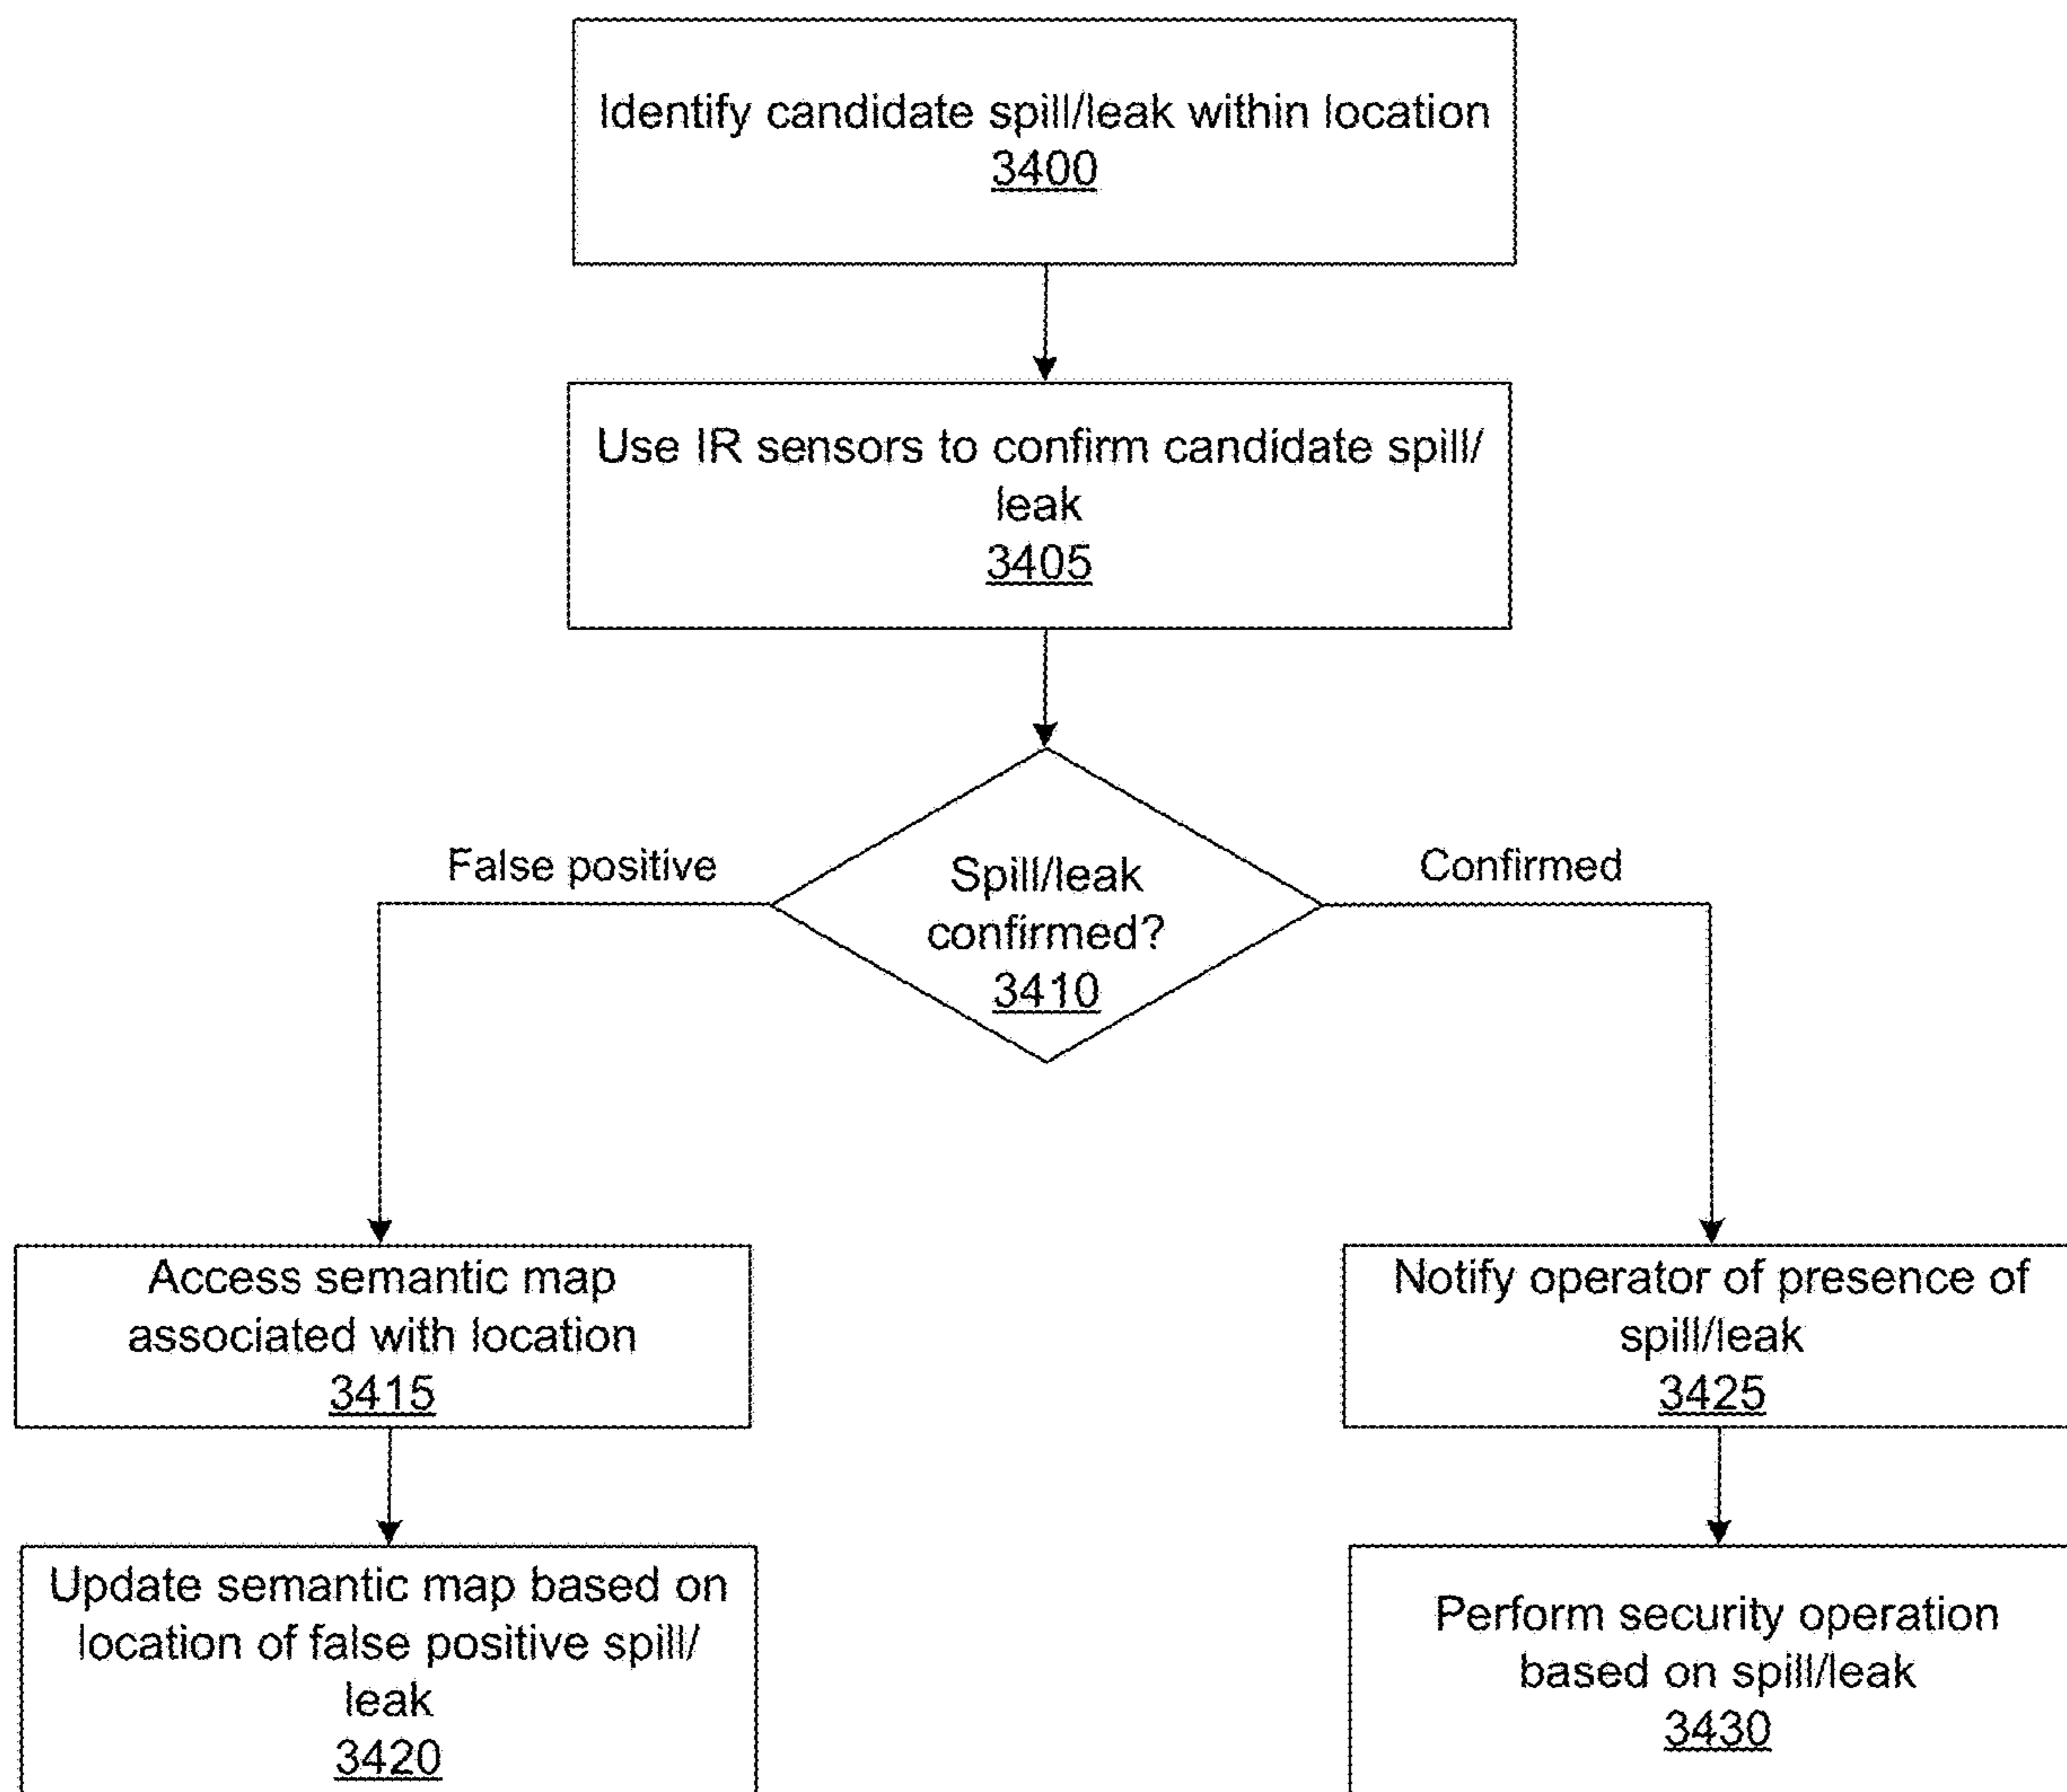 Identify candidate spill/leak within location
3400
Use IR sensors to confirm candidate spill/
leak
3405
False positive
Spill/leak
confirmed?
3410
Confirmed
Access semantic map
associated with location
3415
Notify operator of presence of
spill/leak
3425
Update semantic map based on
location of false positive spill/
leak
3420
Perform security operation
based on spill/leak
3430